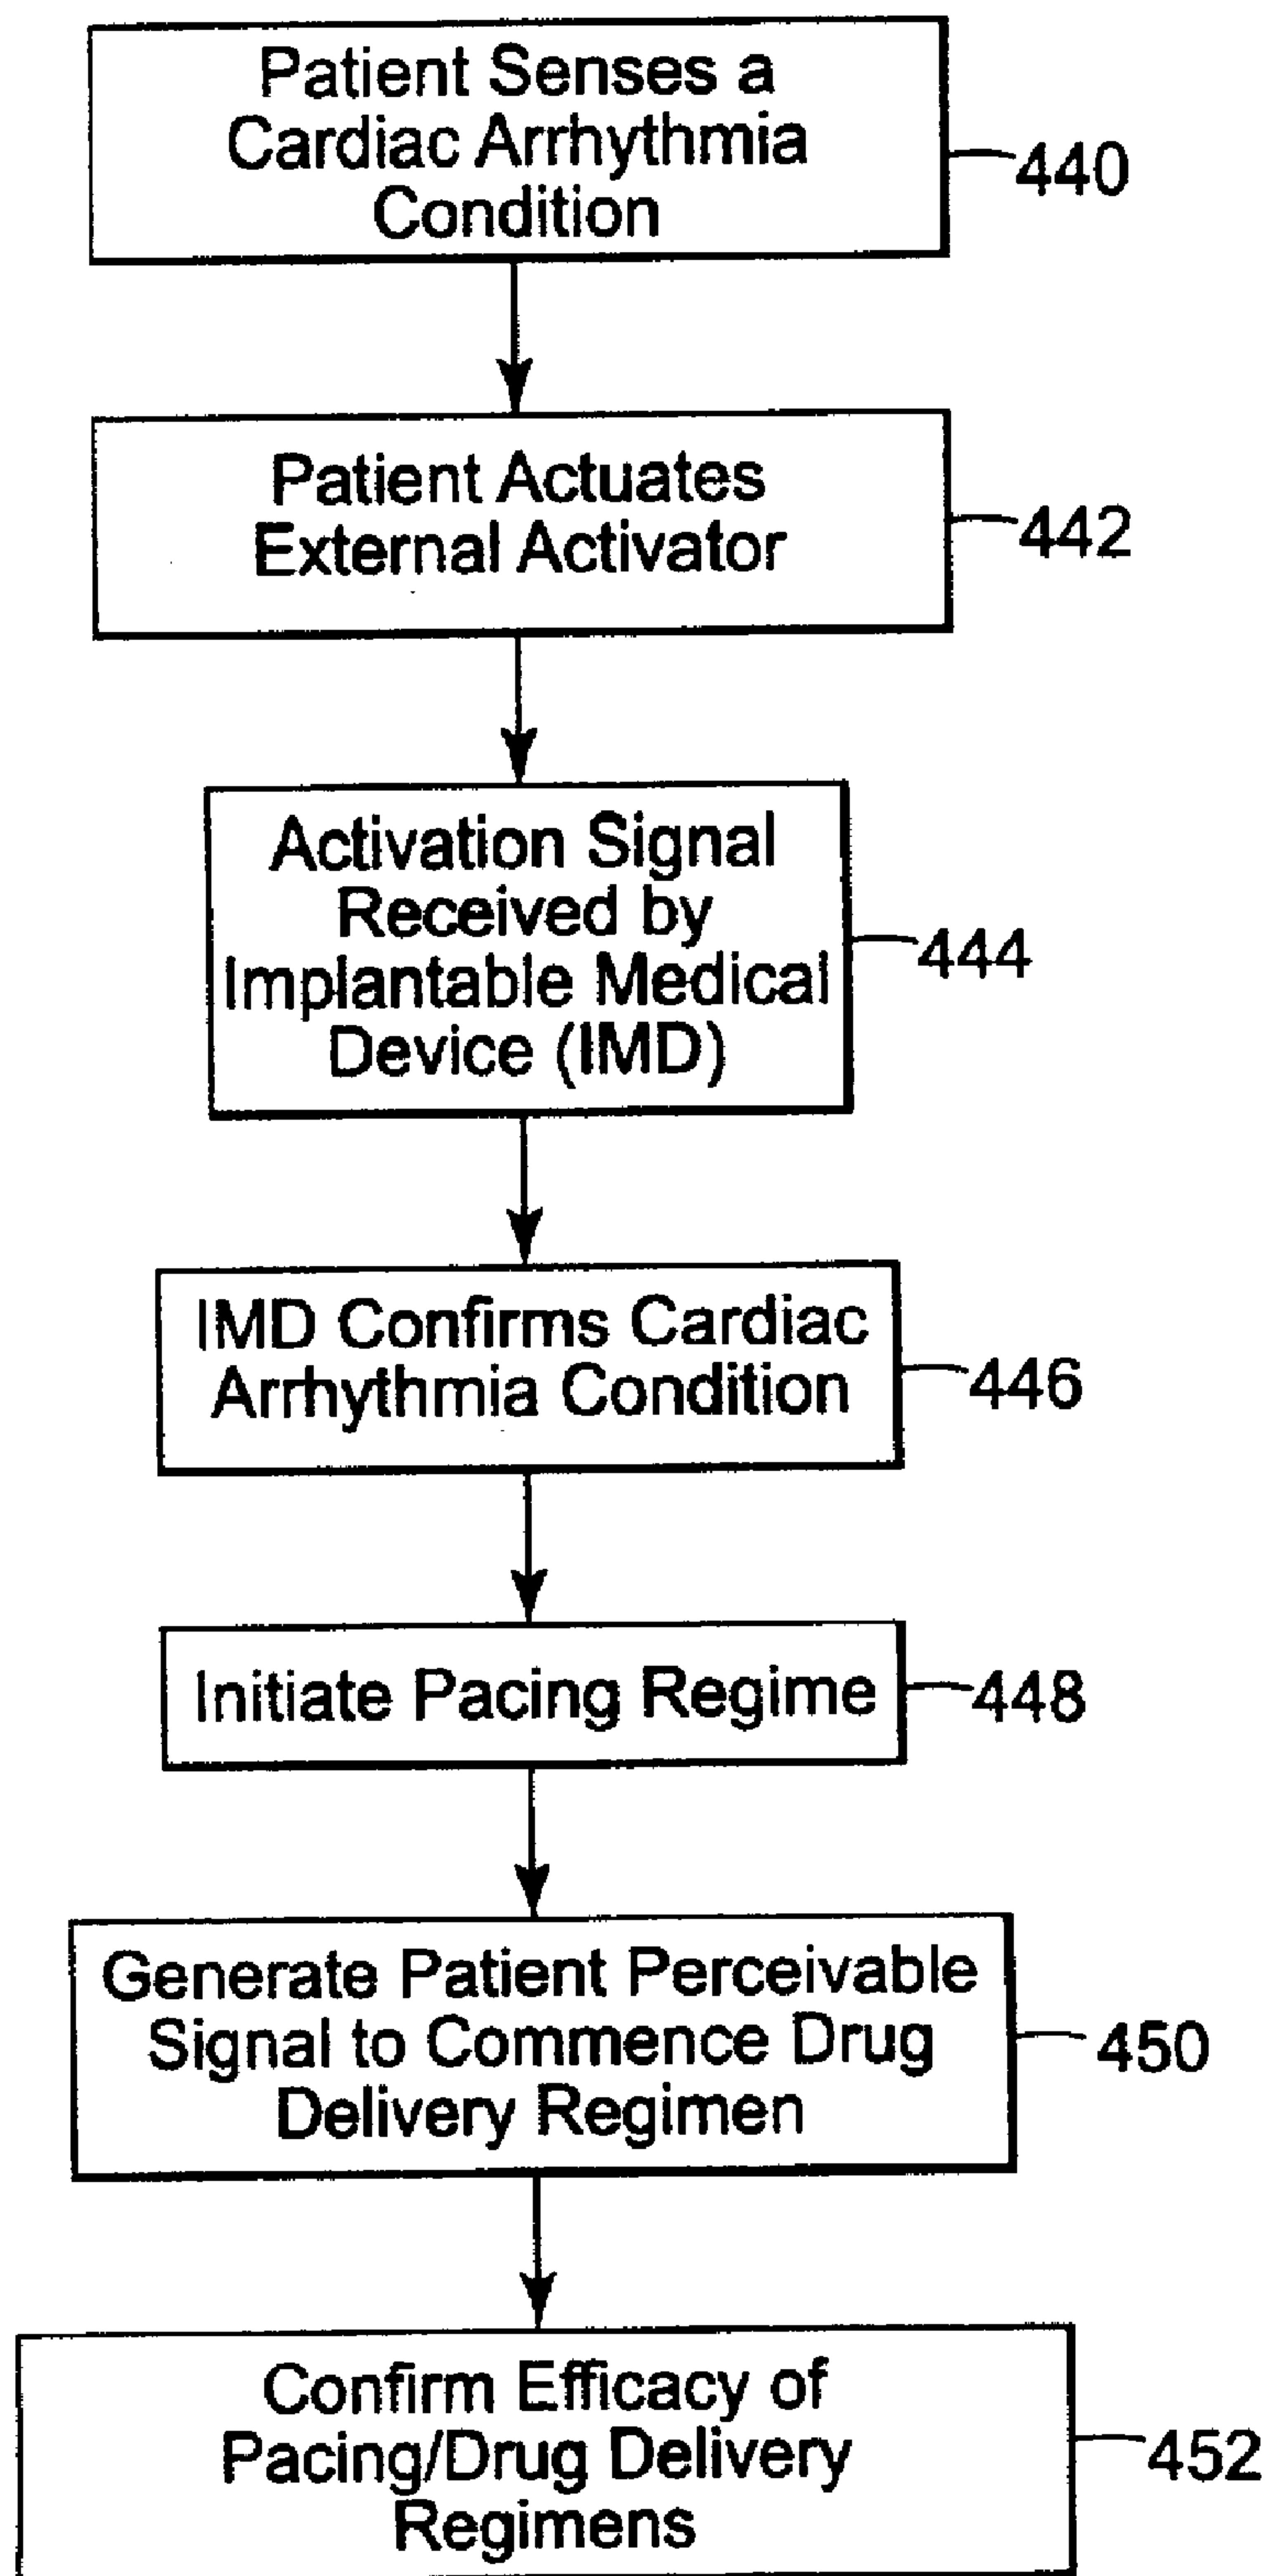 Patient Senses a
Cardiac Arrhythmia
Condition
440
Patient Actuates
External Activator
442
Activation Signal
Received by
Implantable Medical
Device (IMD)
444
IMD Confirms Cardiac
Arrhythmia Condition
446
Initiate Pacing Regime
448
Generate Patient Perceivable
Signal to Commence Drug
Delivery Regimen
450
Confirm Efficacy of
Pacing/Drug Delivery
Regimens
452